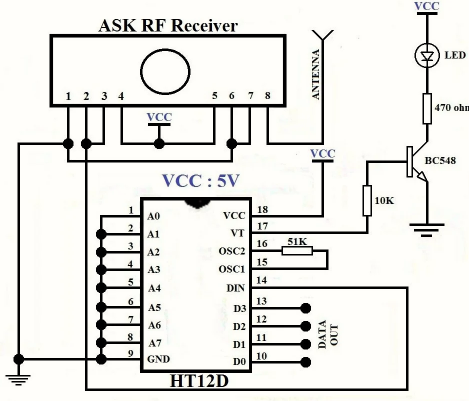 VCC
ASK RF Receiver
LED
ANTENNA
1 2 3 4 5 6 7 8
VCC
470 ohm
VCC
BC548
VCC : 5V
10K
1 A0 VCC 18
2 A1 VT 17
3 A2 OSC2 16 51K
4 A3 OSC1 15
5 A4 DIN 14
6 A5 D3 13
7 A6 D2 12
8 A7 D1 11
9 GND D0 10
DATA
OUT
HT12D